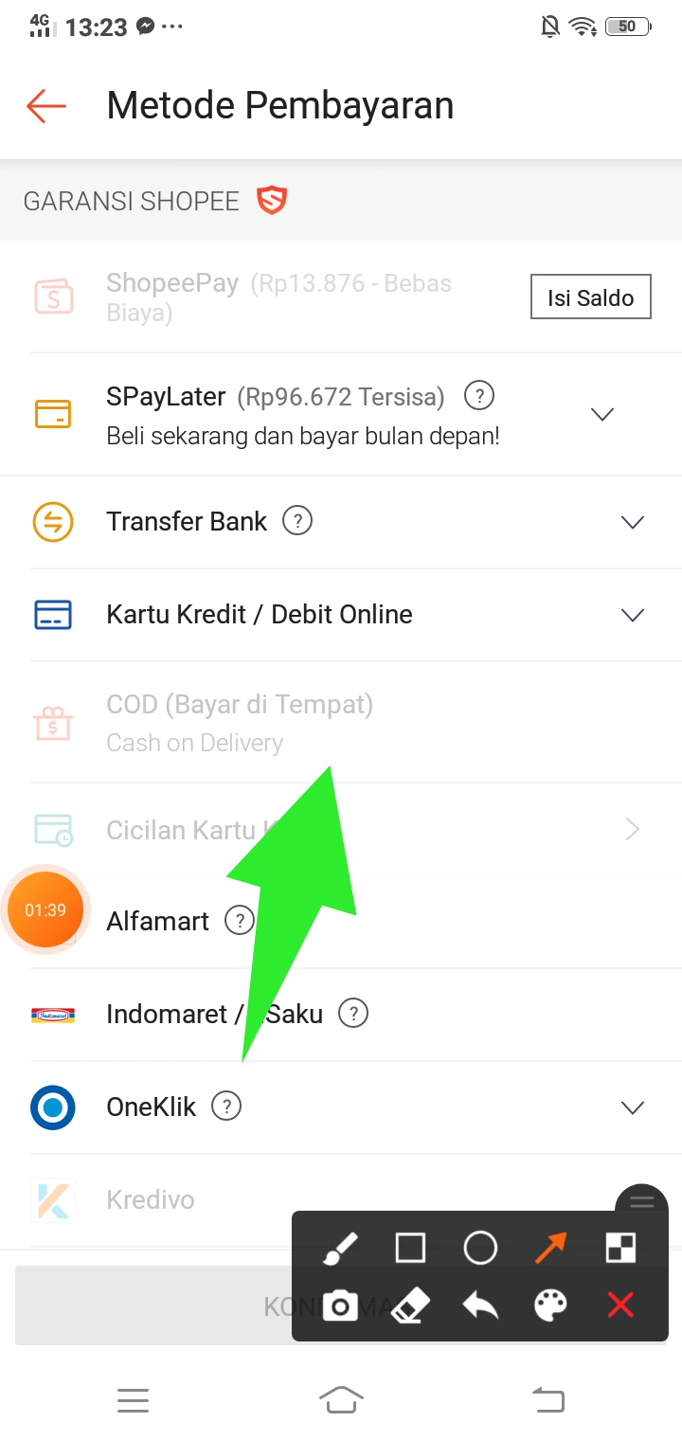 4G 13:23 ... 50
Metode Pembayaran
GARANSI SHOPEE
ShopeePay (Rp13.876 - Bebas
Biaya)
Isi Saldo
SPayLater (Rp96.672 Tersisa) ?
Beli sekarang dan bayar bulan depan!
Transfer Bank ?
Kartu Kredit / Debit Online
COD (Bayar di Tempat)
Cash on Delivery
Cicilan Kartu
01:39
Alfamart ?
Indomaret / Saku ?
OneKlik ?
Kredivo